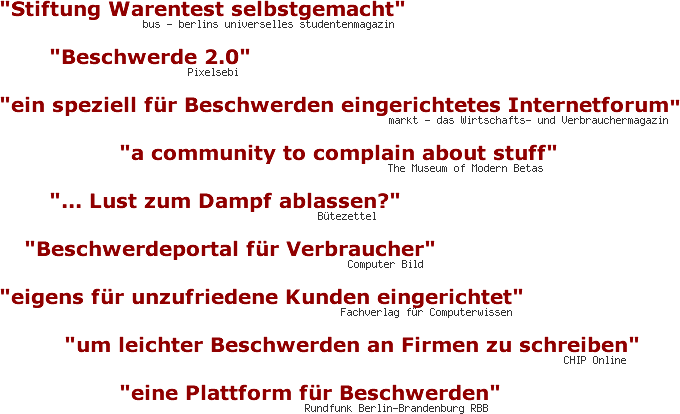 "Stiftung Warentest selbstgemacht"
bus - berlins universelles studentenmagazin
"Beschwerde 2.0"
Pixelsebi
"ein speziell für Beschwerden eingerichtetes Internetforum"
markt - das Wirtschafts- und Verbrauchermagazin
"a community to complain about stuff"
The Museum of Modern Betas
"... Lust zum Dampf ablassen?"
Bütezettel
"Beschwerdeportal für Verbraucher"
Computer Bild
"eigens für unzufriedene Kunden eingerichtet"
Fachverlag für Computerwissen
"um leichter Beschwerden an Firmen zu schreiben"
CHIP Online
"eine Plattform für Beschwerden"
Rundfunk Berlin-Brandenburg RBB